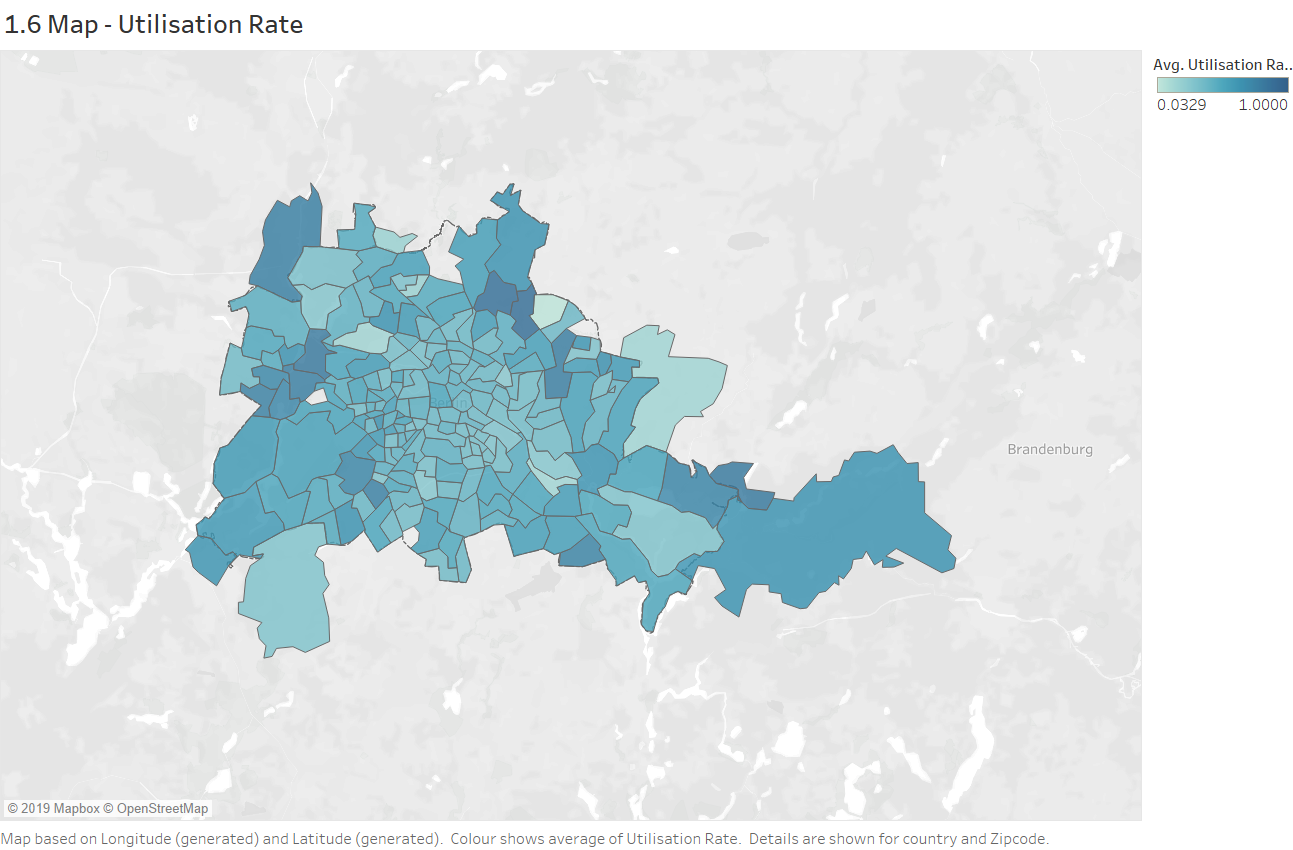 1.6 Map - Utilisation Rate
Avg. Utilisation Ra..
0.0329 1.0000
Berlin
Brandenburg
© 2019 Mapbox © OpenStreetMap
Map based on Longitude (generated) and Latitude (generated). Colour shows average of Utilisation Rate. Details are shown for country and Zipcode.